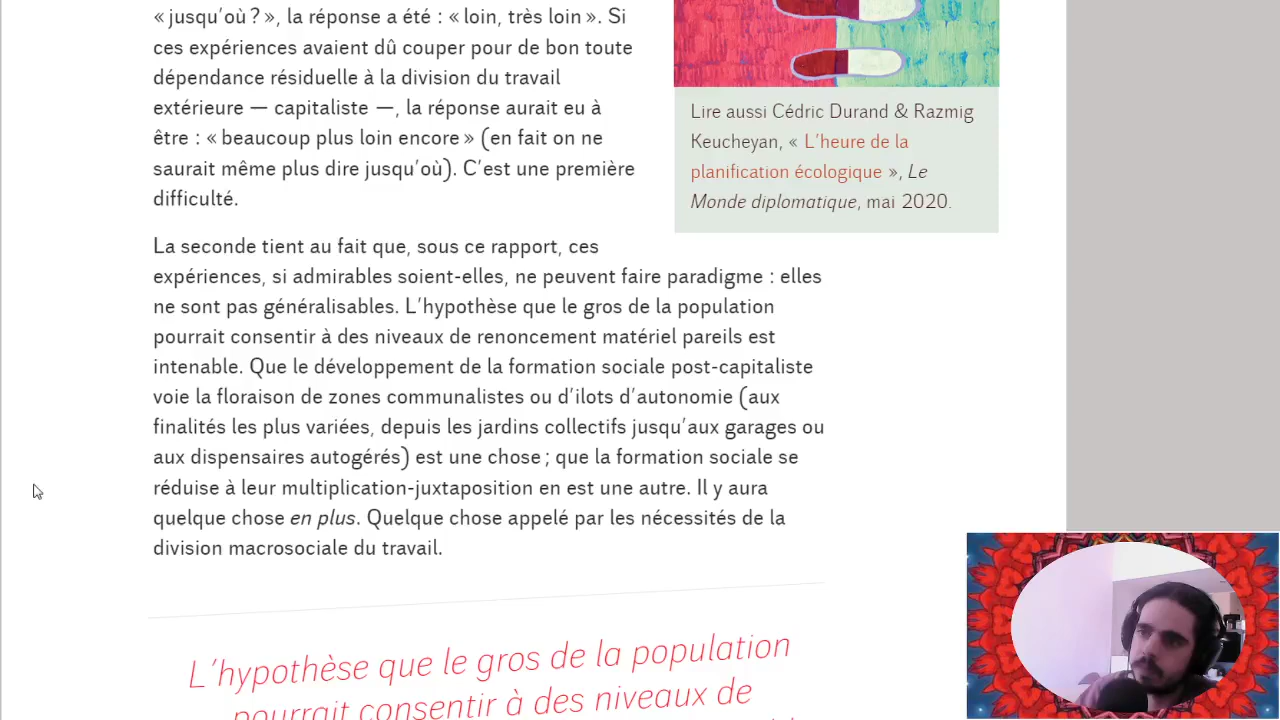 « jusqu’où ? », la réponse a été : « loin, très loin ». Si
ces expériences avaient dû couper pour de bon toute
dépendance résiduelle à la division du travail
extérieure — capitaliste —, la réponse aurait eu à
être : « beaucoup plus loin encore » (en fait on ne
saurait même plus dire jusqu’où). C’est une première
difficulté.
Lire aussi Cédric Durand & Razmig
Keucheyan, « L’heure de la
planification écologique », Le
Monde diplomatique, mai 2020.
La seconde tient au fait que, sous ce rapport, ces
expériences, si admirables soient-elles, ne peuvent faire paradigme : elles
ne sont pas généralisables. L’hypothèse que le gros de la population
pourrait consentir à des niveaux de renoncement matériel pareils est
intenable. Que le développement de la formation sociale post-capitaliste
voie la floraison de zones communalistes ou d’ilots d’autonomie (aux
finalités les plus variées, depuis les jardins collectifs jusqu’aux garages ou
aux dispensaires autogérés) est une chose ; que la formation sociale se
réduise à leur multiplication-juxtaposition en est une autre. Il y aura
quelque chose en plus. Quelque chose appelé par les nécessités de la
division macrosociale du travail.
L’hypothèse que le gros de la population
pourrait consentir à des niveaux de